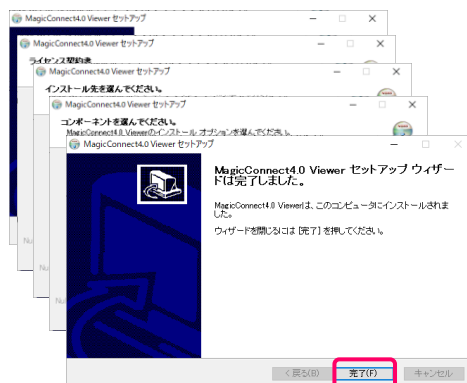 MagicConnect4.0 Viewer セットアップ
MagicConnect4.0 Viewer セットアップ
ライセンス契約書
MagicConnect4.0 Viewer セットアップ
インストール先を選んでください。
MagicConnect4.0 Viewer セットアップ
コンポーネントを選んでください。
MagicConnect4.0 Viewerのインストール オプションを選んでください。
MagicConnect4.0 Viewer セットアップ
MagicConnect4.0 Viewer セットアップ ウィザー
ドは完了しました。
MagicConnect4.0 Viewerは、このコンピュータにインストールされま
した。
ウィザードを閉じるには [完了] を押してください。
Nu
Nu
Nu
< 戻る(B)
完了(F)
キャンセル